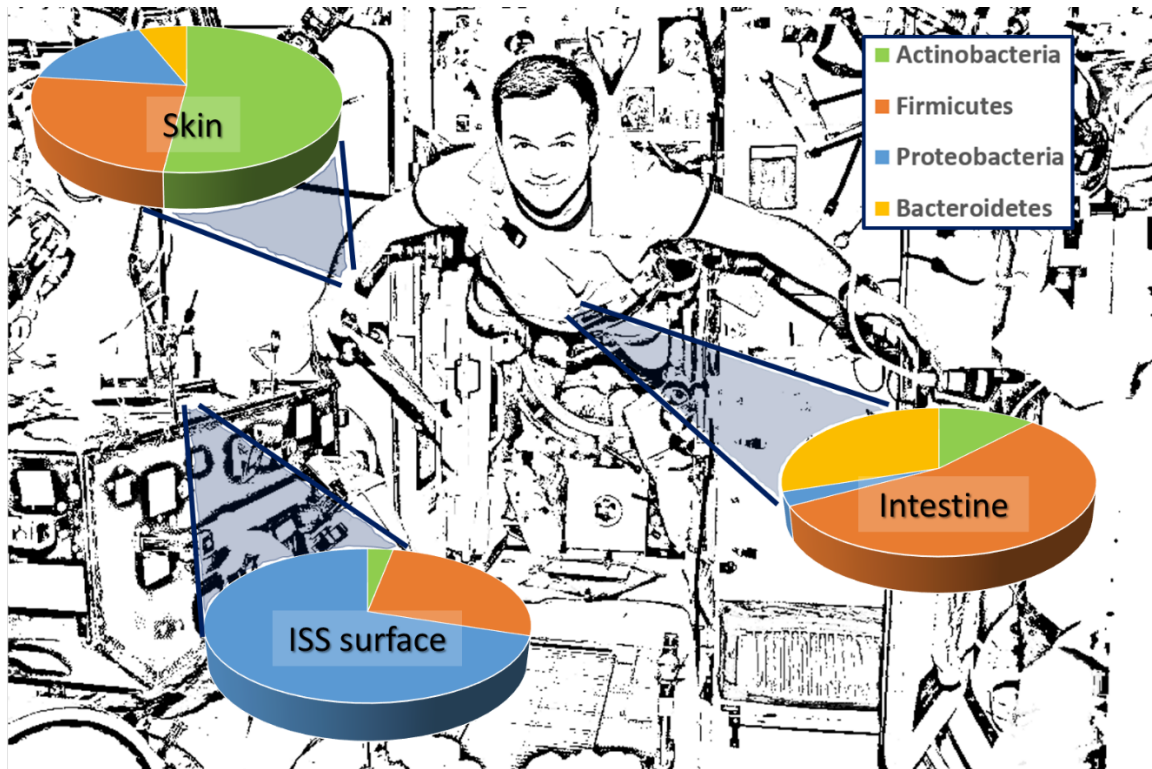 Skin
Actinobacteria
Firmicutes
Proteobacteria
Bacteroidetes
Intestine
ISS surface